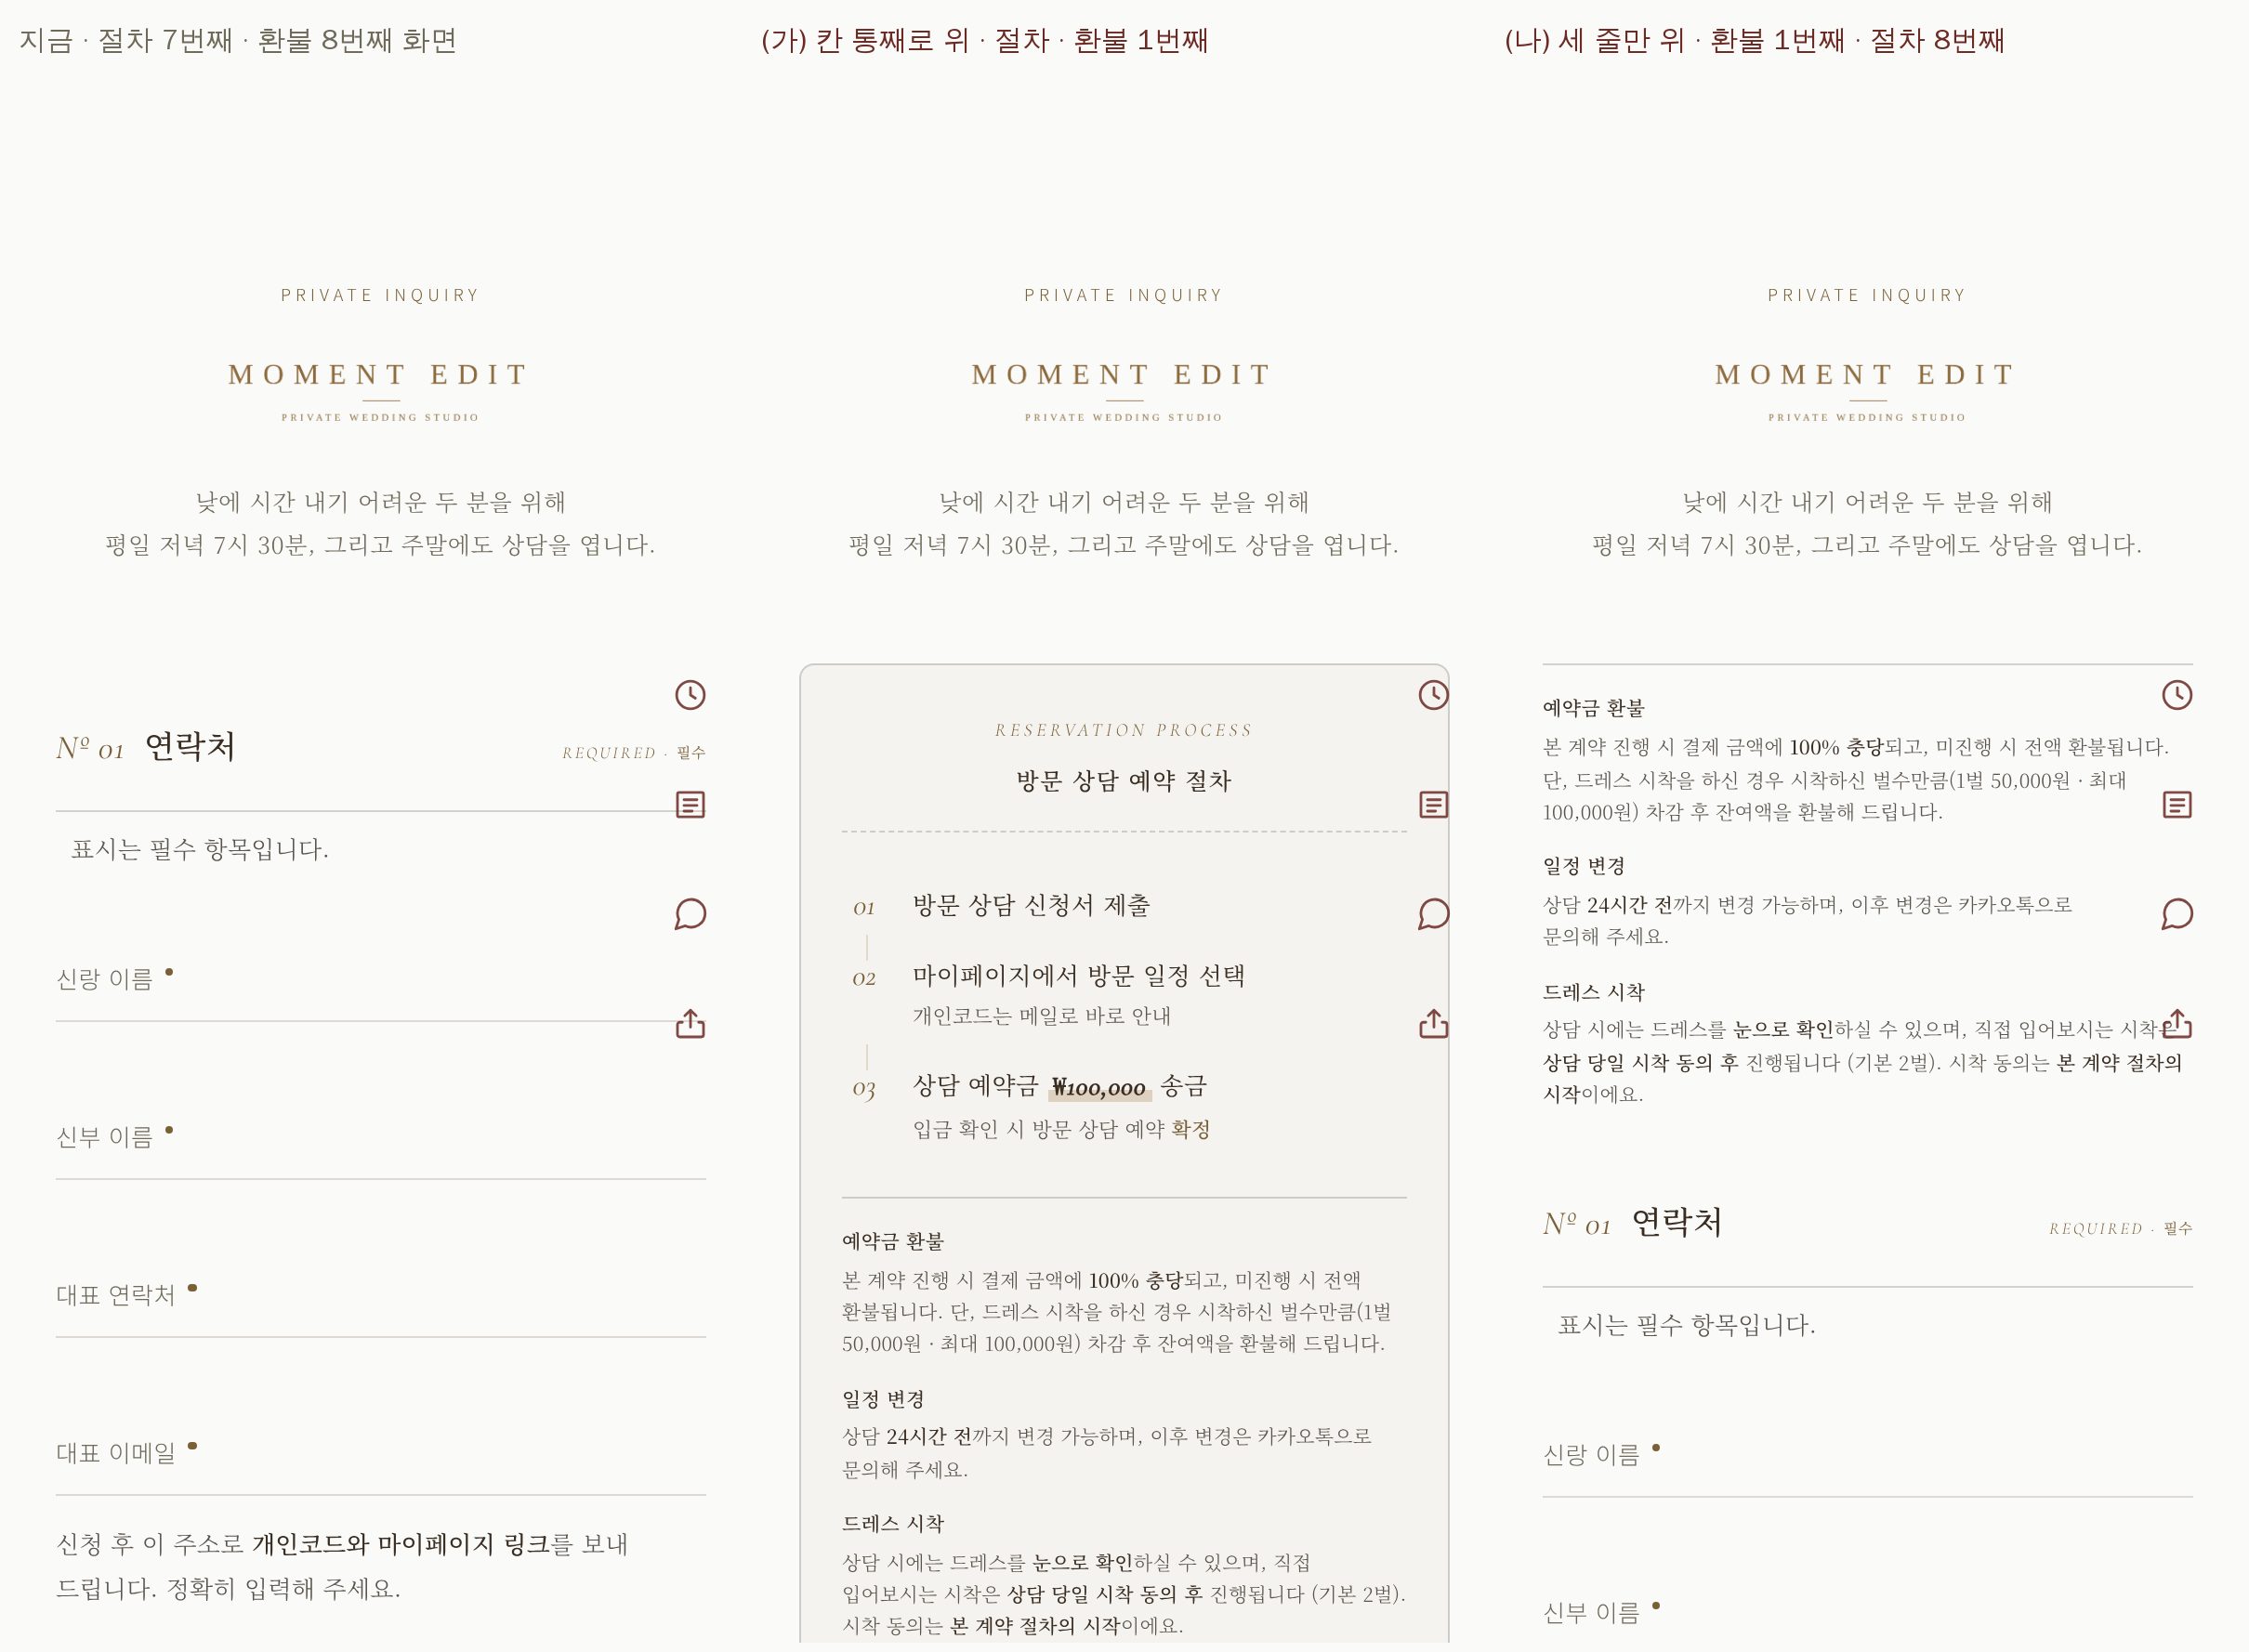 지금 · 절차 7번째 · 환불 8번째 화면
PRIVATE INQUIRY
MOMENT EDIT
PRIVATE WEDDING STUDIO
낮에 시간 내기 어려운 두 분을 위해
평일 저녁 7시 30분, 그리고 주말에도 상담을 엽니다.
Nº 01 연락처
REQUIRED · 필수
표시는 필수 항목입니다.
신랑 이름
신부 이름
대표 연락처
대표 이메일
신청 후 이 주소로 개인코드와 마이페이지 링크를 보내
드립니다. 정확히 입력해 주세요.
(가) 칸 통째로 위 · 절차 · 환불 1번째
PRIVATE INQUIRY
MOMENT EDIT
PRIVATE WEDDING STUDIO
낮에 시간 내기 어려운 두 분을 위해
평일 저녁 7시 30분, 그리고 주말에도 상담을 엽니다.
RESERVATION PROCESS
방문 상담 예약 절차
01 방문 상담 신청서 제출
02 마이페이지에서 방문 일정 선택
개인코드는 메일로 바로 안내
03 상담 예약금 ₩100,000 송금
입금 확인 시 방문 상담 예약 확정
예약금 환불
본 계약 진행 시 결제 금액에 100% 충당되고, 미진행 시 전액
환불됩니다. 단, 드레스 시착을 하신 경우 시착하신 벌수만큼(1벌
50,000원 · 최대 100,000원) 차감 후 잔여액을 환불해 드립니다.
일정 변경
상담 24시간 전까지 변경 가능하며, 이후 변경은 카카오톡으로
문의해 주세요.
드레스 시착
상담 시에는 드레스를 눈으로 확인하실 수 있으며, 직접
입어보시는 시착은 상담 당일 시착 동의 후 진행됩니다 (기본 2벌).
시착 동의는 본 계약 절차의 시작이에요.
(나) 세 줄만 위 · 환불 1번째 · 절차 8번째
PRIVATE INQUIRY
MOMENT EDIT
PRIVATE WEDDING STUDIO
낮에 시간 내기 어려운 두 분을 위해
평일 저녁 7시 30분, 그리고 주말에도 상담을 엽니다.
예약금 환불
본 계약 진행 시 결제 금액에 100% 충당되고, 미진행 시 전액 환불됩니다.
단, 드레스 시착을 하신 경우 시착하신 벌수만큼(1벌 50,000원 · 최대
100,000원) 차감 후 잔여액을 환불해 드립니다.
일정 변경
상담 24시간 전까지 변경 가능하며, 이후 변경은 카카오톡으로
문의해 주세요.
드레스 시착
상담 시에는 드레스를 눈으로 확인하실 수 있으며, 직접 입어보시는 시착은
상담 당일 시착 동의 후 진행됩니다 (기본 2벌). 시착 동의는 본 계약 절차의
시작이에요.
Nº 01 연락처
REQUIRED · 필수
표시는 필수 항목입니다.
신랑 이름
신부 이름